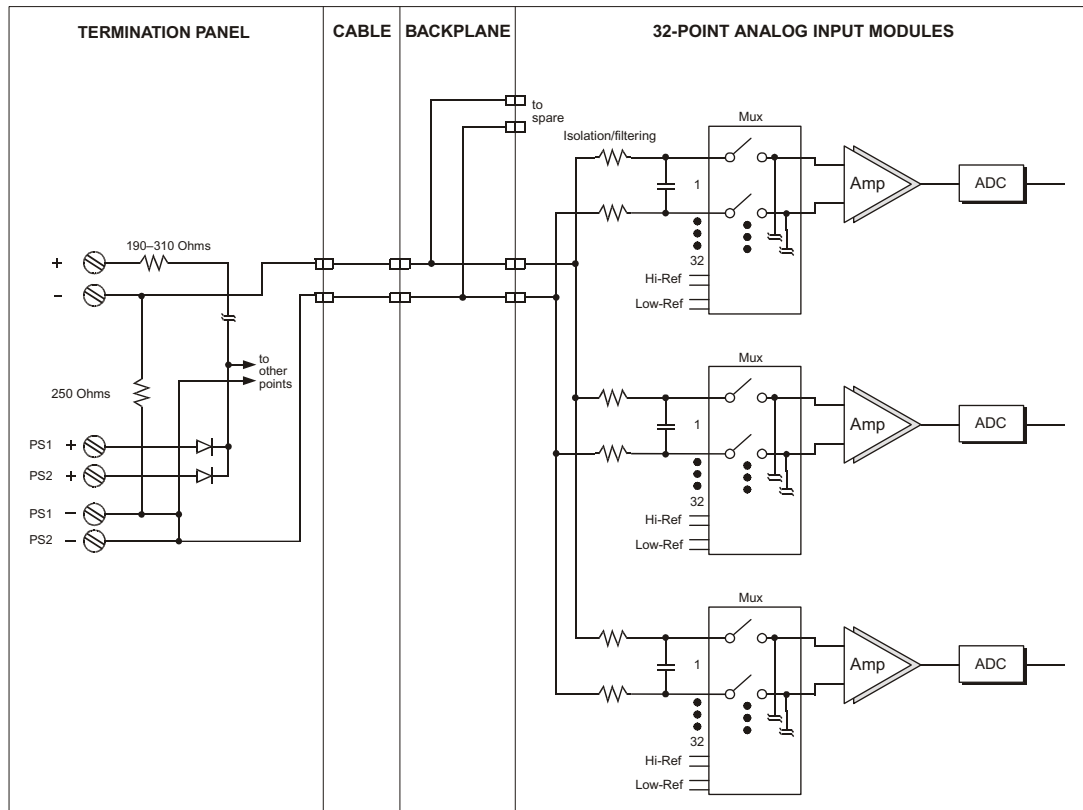 TERMINATION PANEL
CABLE
BACKPLANE
32-POINT ANALOG INPUT MODULES
to
spare
190–310 Ohms
+
−
to
other
points
250 Ohms
PS1 +
PS2 +
PS1 −
PS2 −
Isolation/filtering
Mux
1
32
Hi-Ref
Low-Ref
Amp
ADC
Mux
1
32
Hi-Ref
Low-Ref
Amp
ADC
Mux
1
32
Hi-Ref
Low-Ref
Amp
ADC